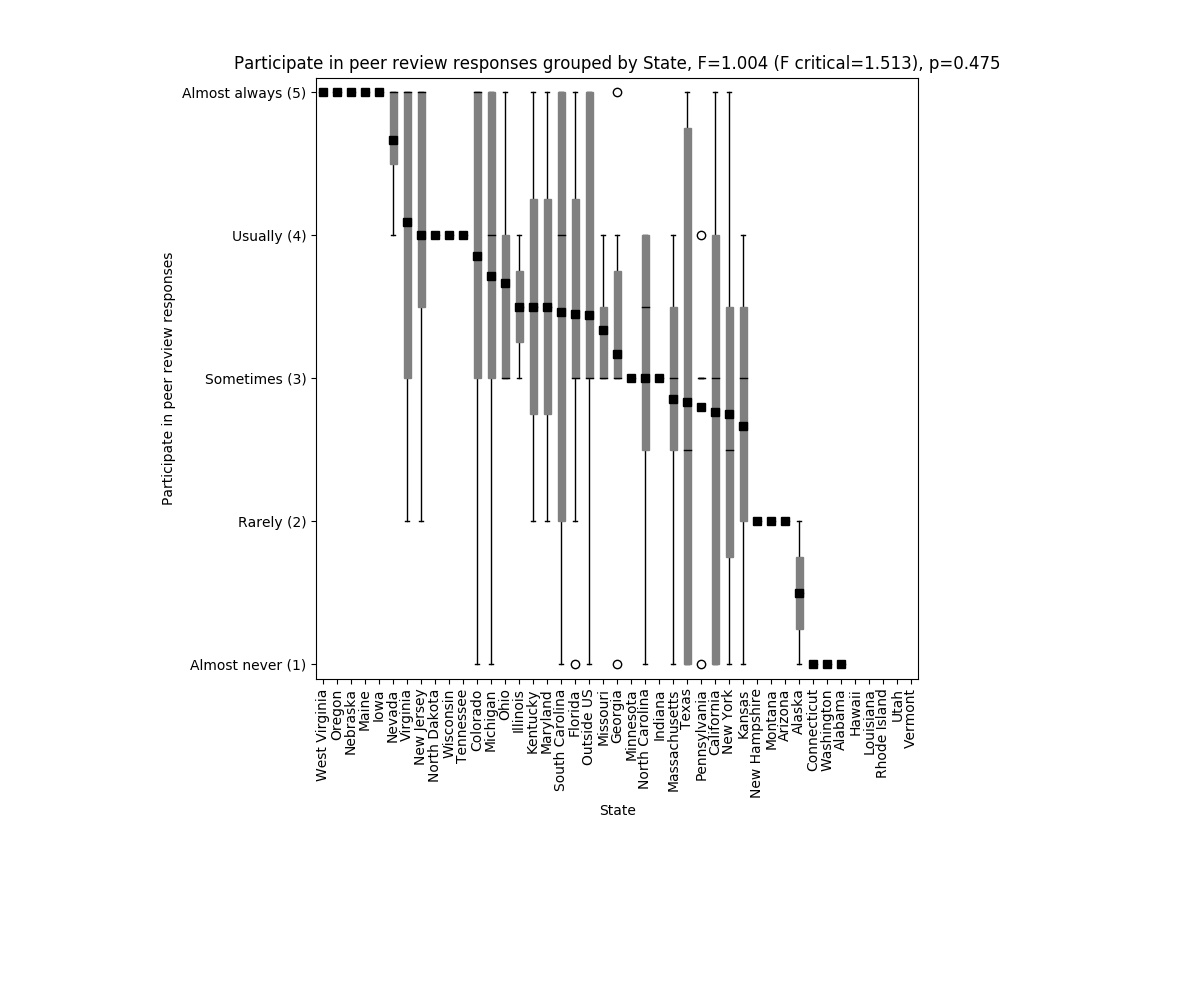 Participate in peer review responses grouped by State, F=1.004 (F critical=1.513), p=0.475
Almost always (5)
Usually (4)
Sometimes (3)
Rarely (2)
Almost never (1)
Participate in peer review responses
West Virginia
Oregon
Nebraska
Maine
Iowa
Nevada
Virginia
New Jersey
North Dakota
Wisconsin
Tennessee
Colorado
Michigan
Ohio
Illinois
Kentucky
Maryland
South Carolina
Florida
Outside US
Missouri
Georgia
Minnesota
North Carolina
Indiana
Massachusetts
Texas
Pennsylvania
California
New York
Kansas
New Hampshire
Montana
Arizona
Alaska
Connecticut
Washington
Alabama
Hawaii
Louisiana
Rhode Island
Utah
Vermont
State